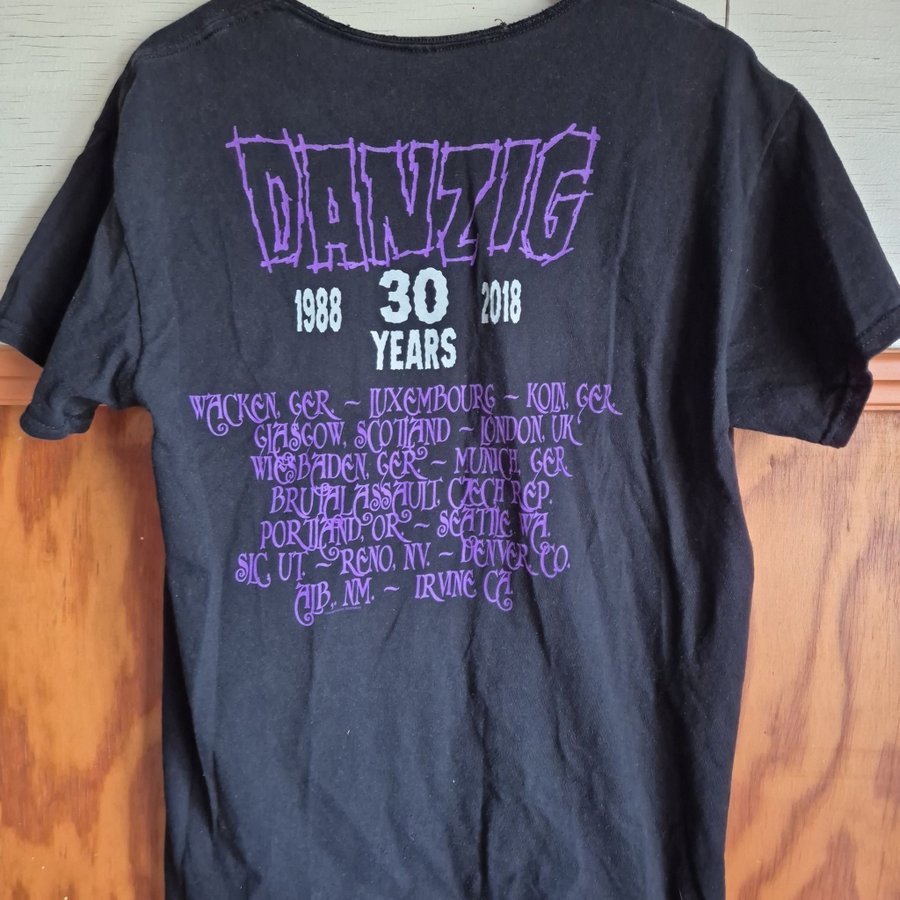 DANZIG
1988 30 2018
YEARS
WACKEN, GER. ~ LUXEMBOURG ~ KOLN, GER.
GLASGOW, SCOTLAND ~ LONDON, UK
WIESBADEN, GER ~ MUNICH, GER
BRUTAL ASSAULT, CZECH REP.
PORTLAND, OR ~ SEATTLE, WA.
SLC, UT. ~ RENO, NV. ~ DENVER, CO.
ALB., NM. ~ IRVINE CA.